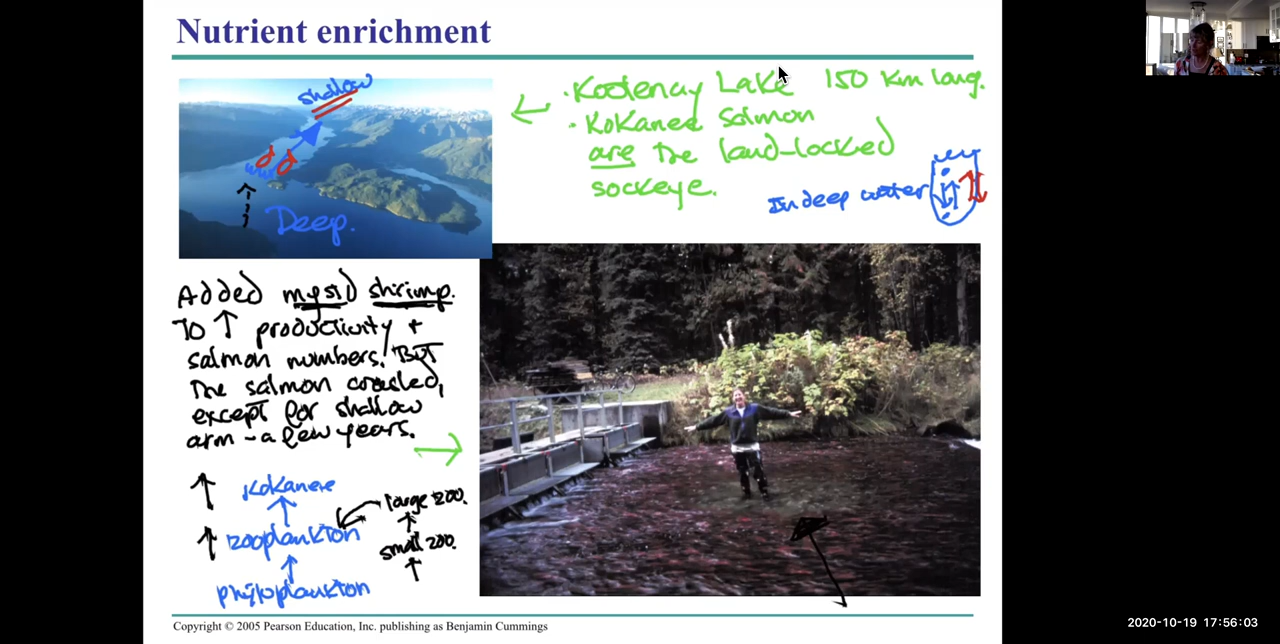 Nutrient enrichment
shallow
Deep.
· Kootenay Lake 150 Km long.
· Kokanee Salmon
are the land-locked
sockeye.
In deep water
Added mysid shrimp.
To ↑ productivity +
salmon numbers. BUT
the salmon crashed,
except for shallow
arm - a few years.
Kokanee
large zoo.
zooplankton
small zoo.
phytoplankton
Copyright © 2005 Pearson Education, Inc. publishing as Benjamin Cummings
2020-10-19 17:56:03